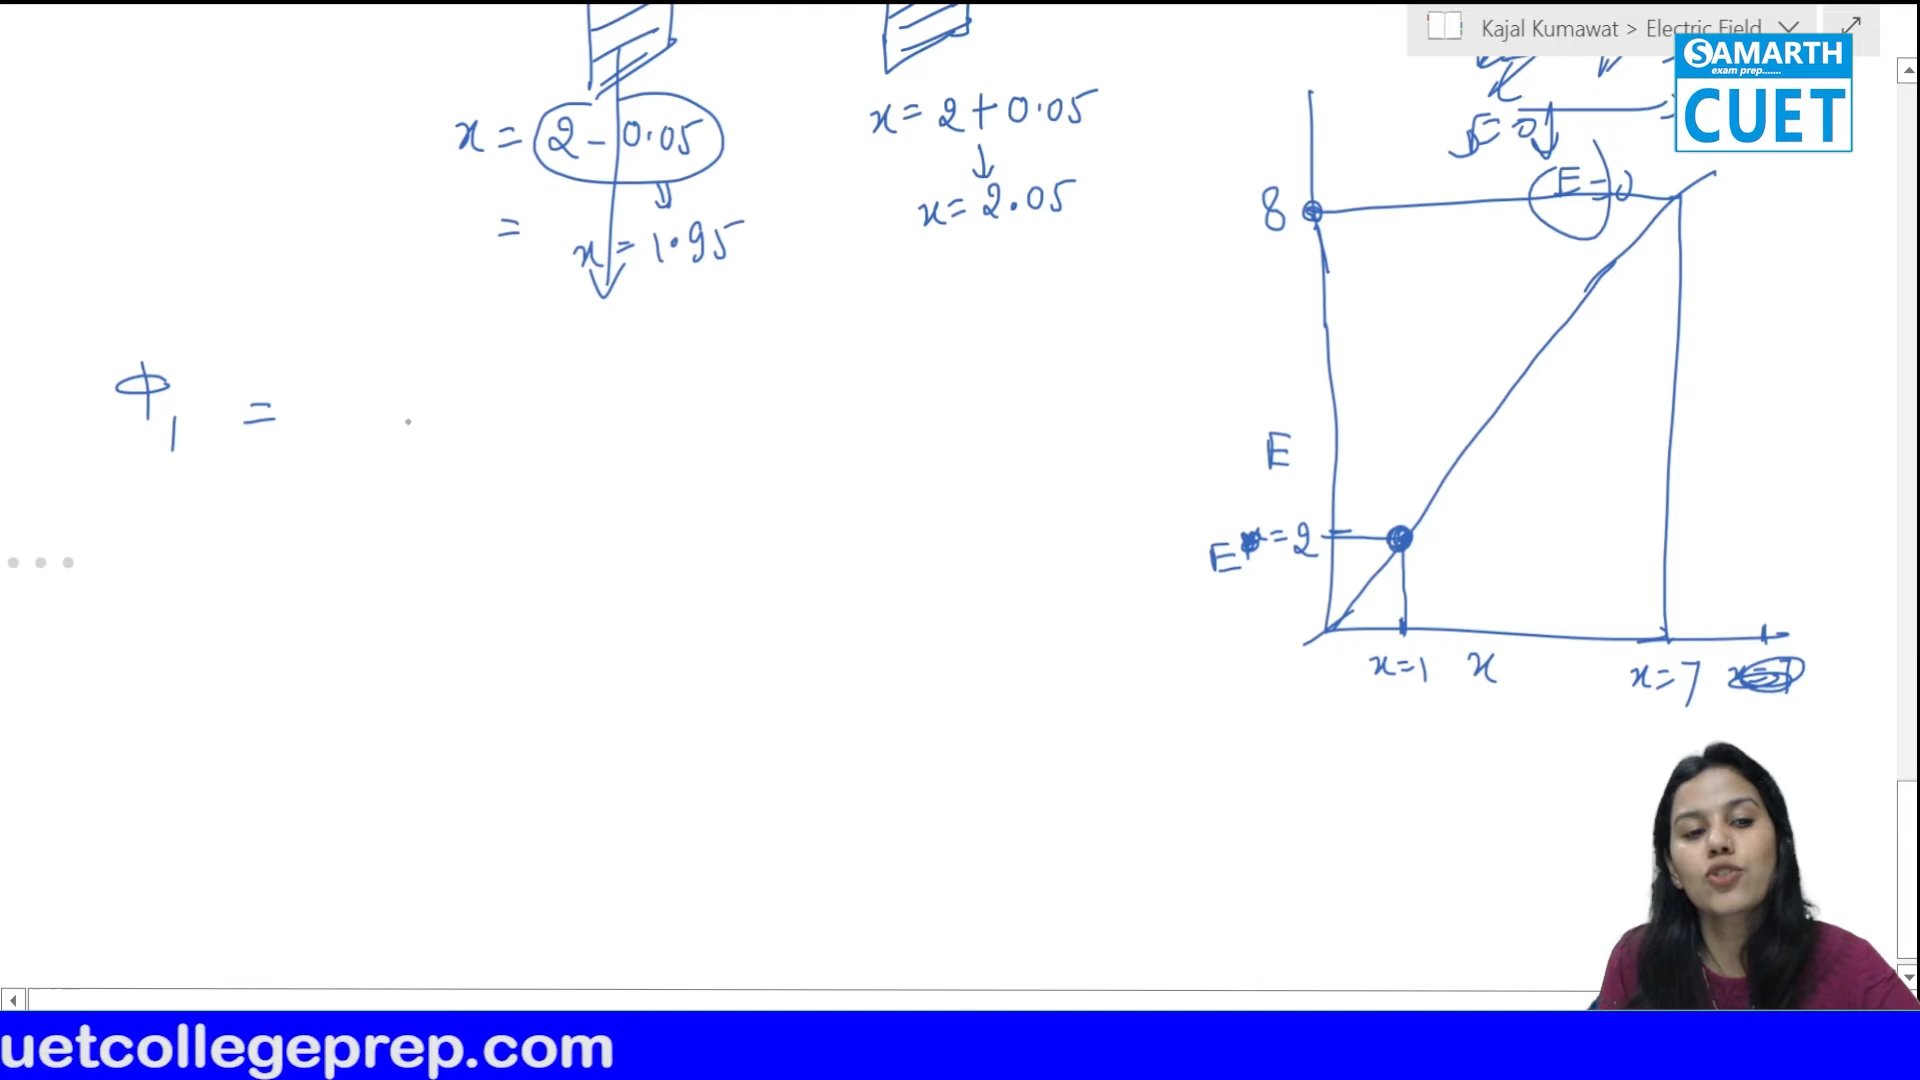 Kajal Kumawat > Electric Field
SAMARTH
exam prep.......
CUET
x = 2 - 0.05
x = 2 + 0.05
= x = 1.95
x = 2.05
E = 0
8
Φ1 =
E
E = 2
x=1 x x=7
uetcollegeprep.com